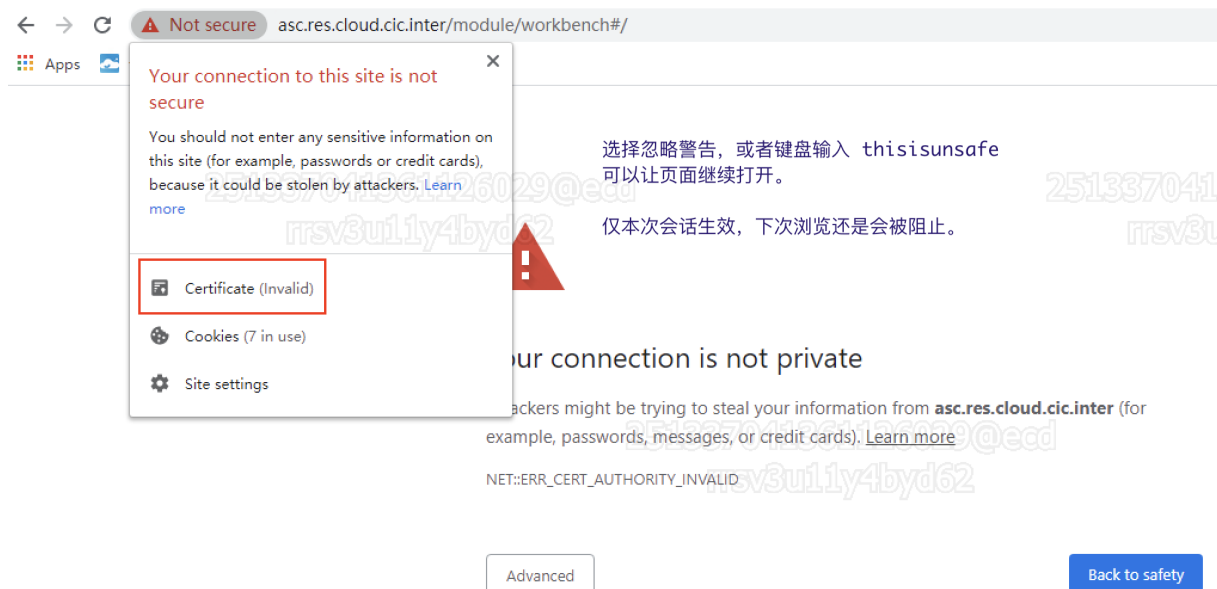 Not secure asc.res.cloud.cic.inter/module/workbench#/
Apps
Your connection to this site is not
secure
You should not enter any sensitive information on
this site (for example, passwords or credit cards),
because it could be stolen by attackers. Learn
more
Certificate (Invalid)
Cookies (7 in use)
Site settings
选择忽略警告，或者键盘输入 thisisunsafe
可以让页面继续打开。
仅本次会话生效，下次浏览还是会被阻止。
our connection is not private
ackers might be trying to steal your information from asc.res.cloud.cic.inter (for
example, passwords, messages, or credit cards). Learn more
NET::ERR_CERT_AUTHORITY_INVALID
Advanced
Back to safety